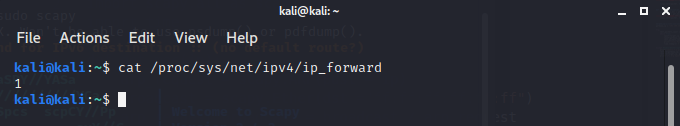 kali@kali: ~
File Actions Edit View Help
kali@kali:~$ cat /proc/sys/net/ipv4/ip_forward
1
kali@kali:~$